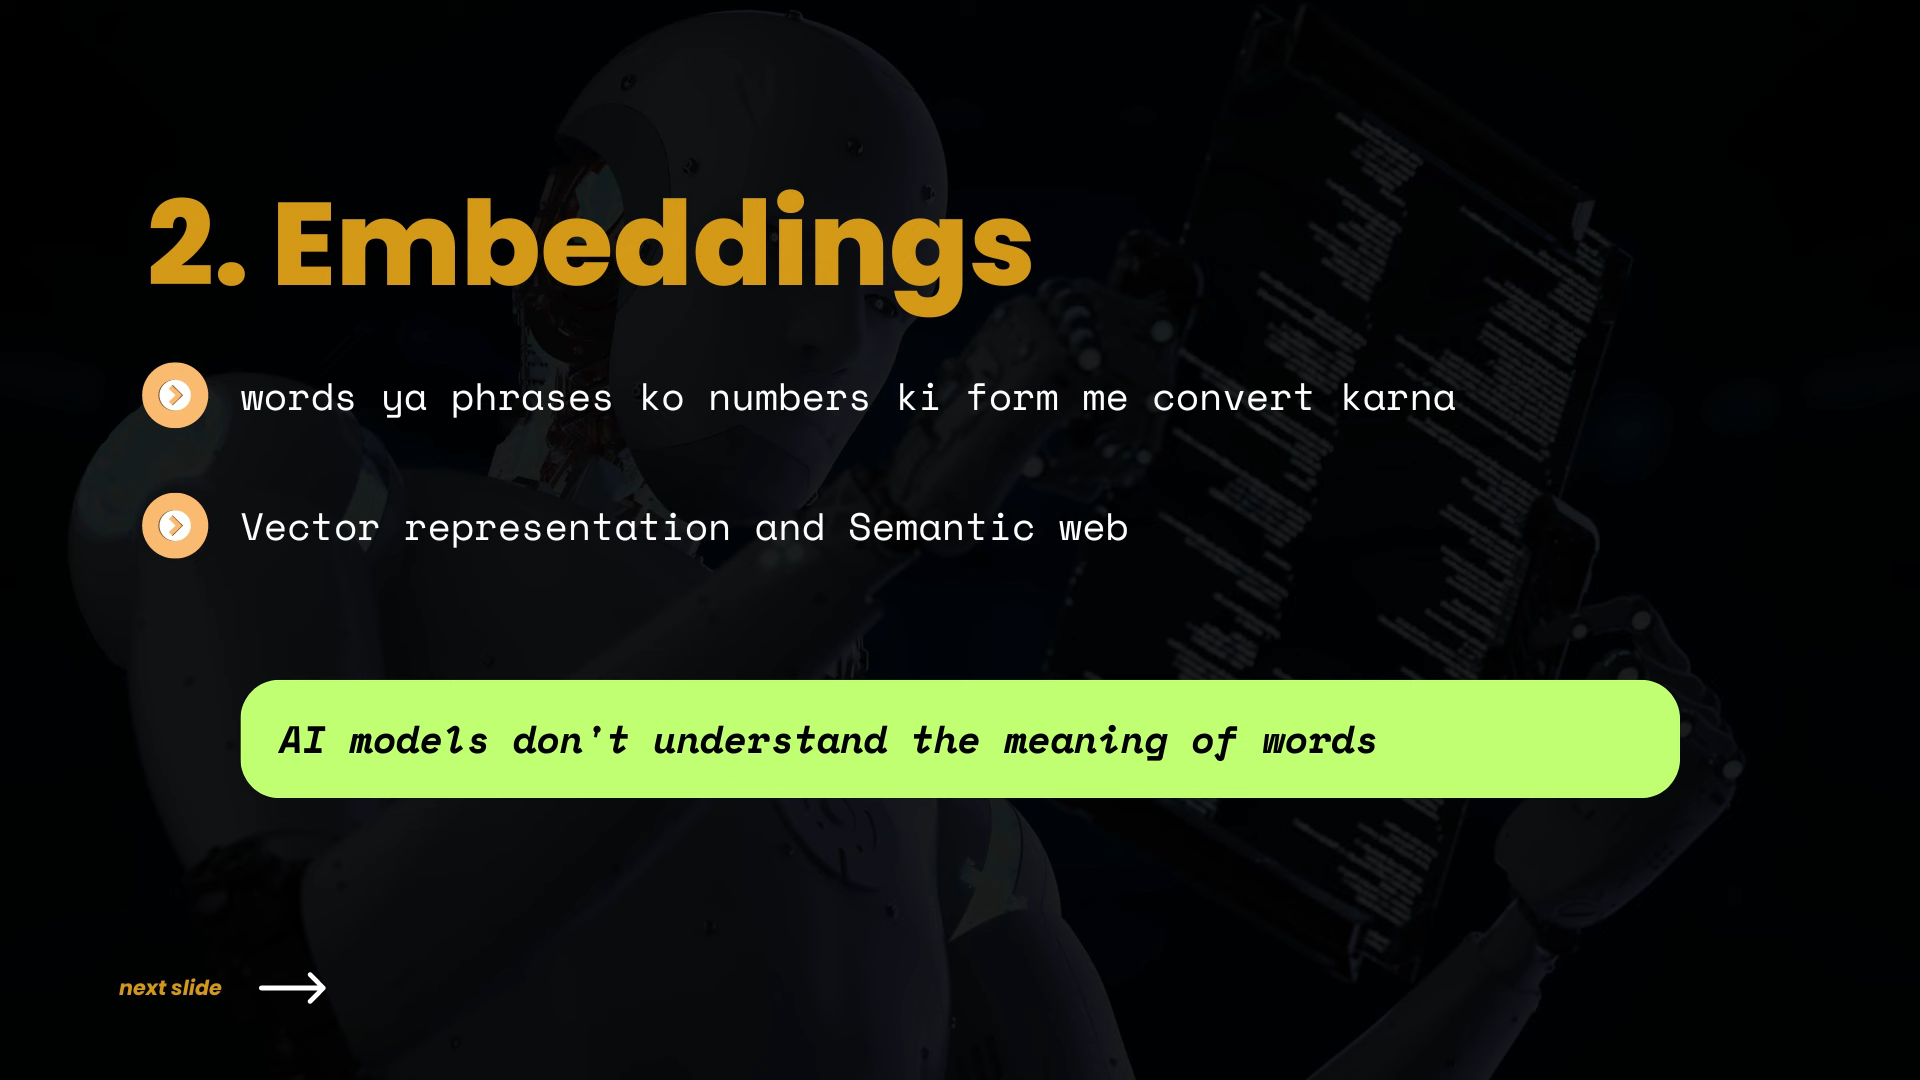 2. Embeddings
words ya phrases ko numbers ki form me convert karna
Vector representation and Semantic web
AI models don't understand the meaning of words
next slide